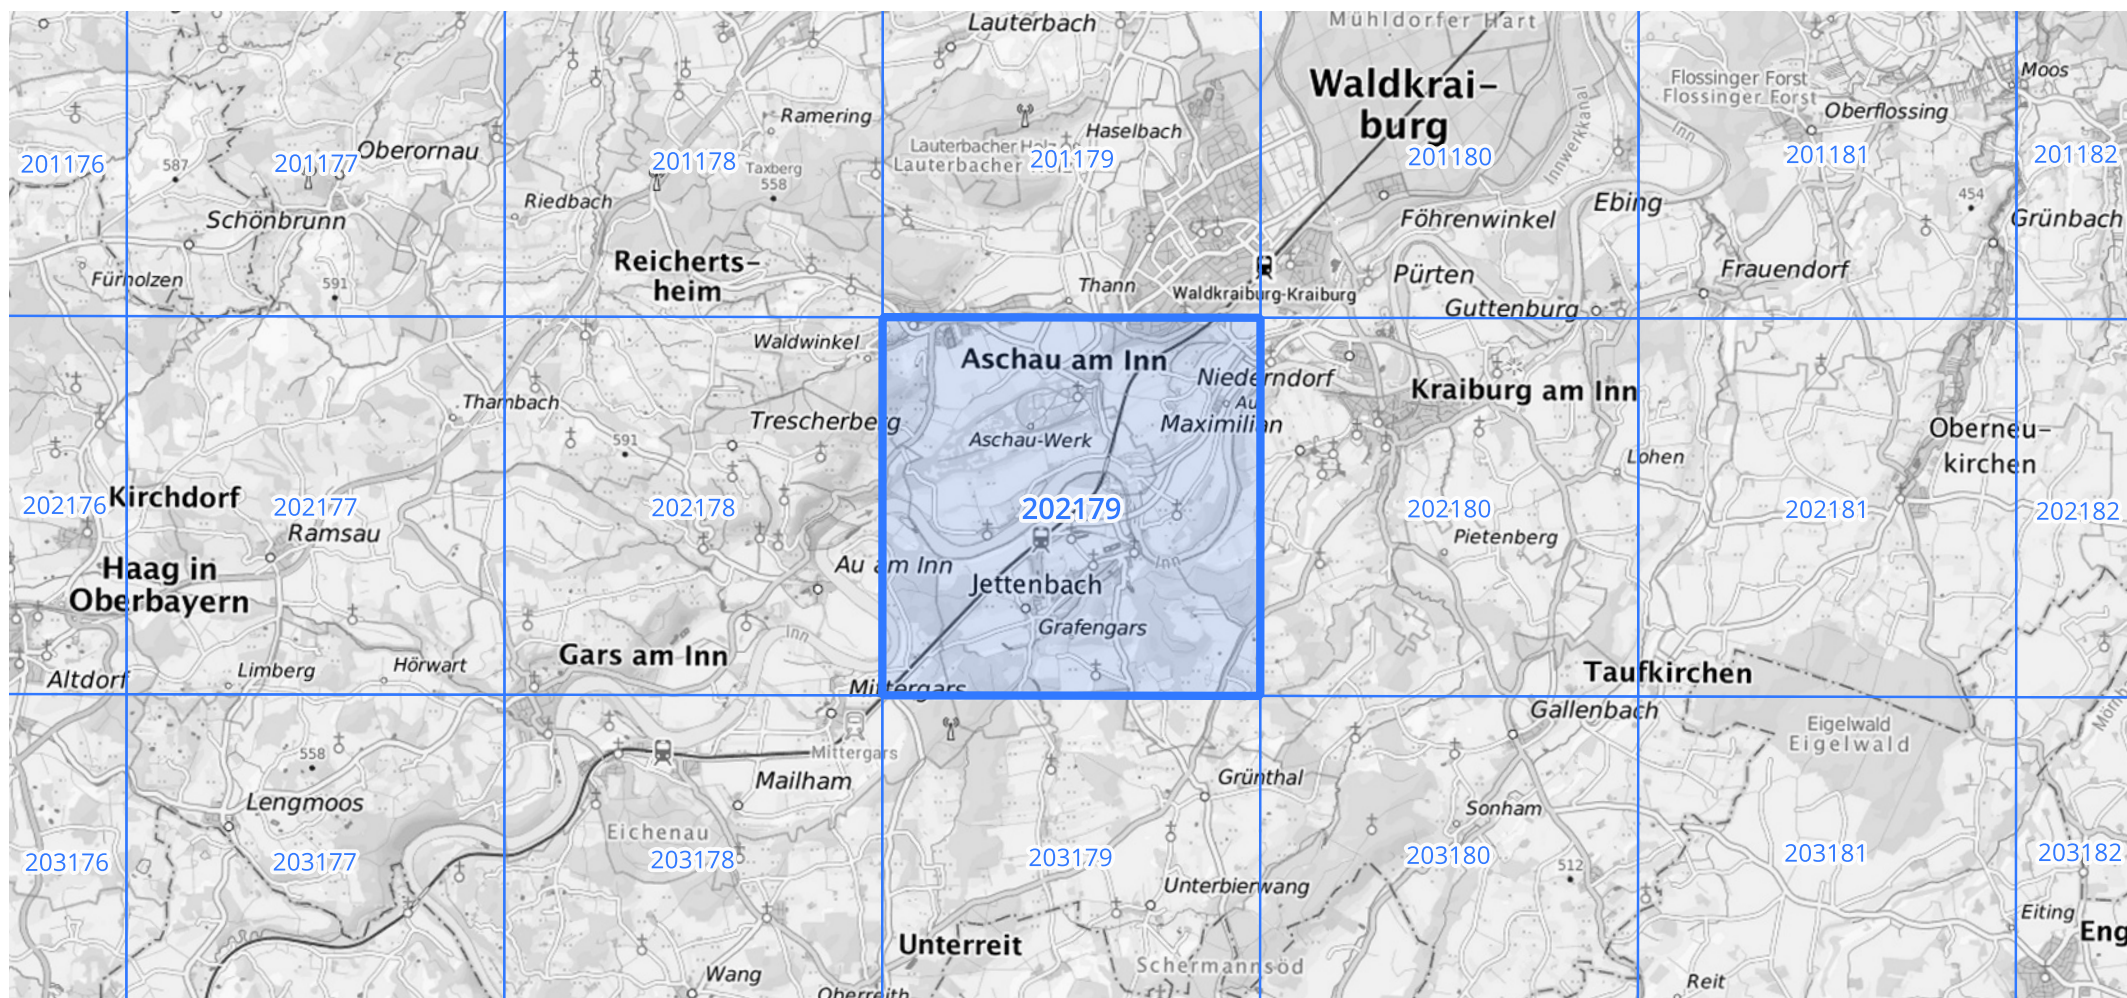 Lauterbach
Mühldorfer Hart
Waldkrai-
burg
Flossinger Forst
Flossinger Forst
Moos
Oberflossing
Ramering
Haselbach
Lauterbacher Holz
Lauterbacher Holz
Innwerkkanal
Inn
201176
587
201177
Oberornau
201178
Taxberg
558
201179
201180
201181
201182
Riedbach
Schönbrunn
Föhrenwinkel
Ebing
454
Grünbach
Fürholzen
591
Reicherts-
heim
Thann
Waldkraiburg-Kraiburg
Pürten
Guttenburg
Frauendorf
Waldwinkel
Aschau am Inn
Niederndorf
Au
Maximilian
Kraiburg am Inn
Thambach
Trescherberg
591
Aschau-Werk
Oberneu-
kirchen
Lohen
202176
Kirchdorf
202177
202178
202179
202180
202181
202182
Ramsau
Pietenberg
Haag in
Oberbayern
Au am Inn
Inn
Jettenbach
Grafengars
Inn
Gars am Inn
Altdorf
Limberg
Hörwart
Mittergars
Taufkirchen
Gallenbach
Eigelwald
Eigelwald
558
Mittergars
Mailham
Grünthal
Lengmoos
Sonham
Eichenau
203176
203177
203178
203179
203180
203181
203182
512
Unterbierwang
Eiting
Eng
Unterreit
Schermannsöd
Wang
Oberreith
Reit